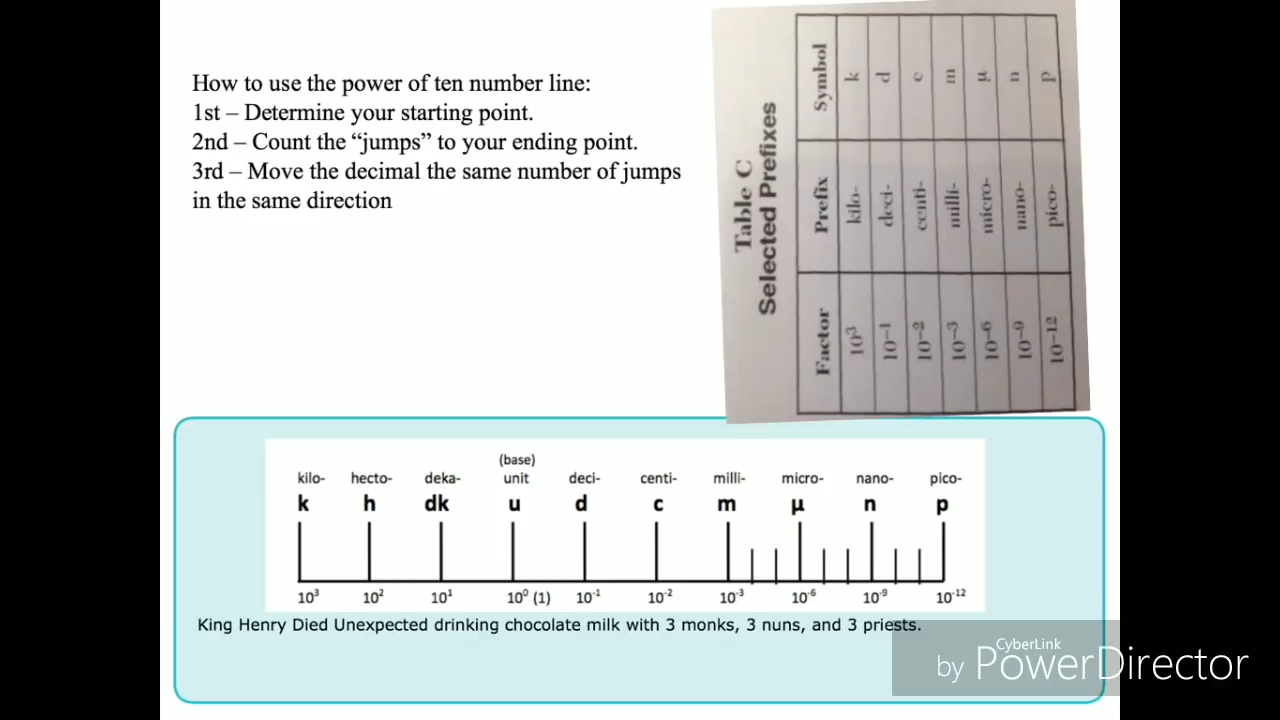 How to use the power of ten number line:
1st – Determine your starting point.
2nd – Count the “jumps” to your ending point.
3rd – Move the decimal the same number of jumps
in the same direction
Table C
Selected Prefixes
Factor Prefix Symbol
10³ kilo- k
10⁻¹ deci- d
10⁻² centi- c
10⁻³ milli- m
10⁻⁶ micro- μ
10⁻⁹ nano- n
10⁻¹² pico- p
(base)
kilo- hecto- deka- unit deci- centi- milli- micro- nano- pico-
k h dk u d c m μ n p
10³ 10² 10¹ 10⁰ (1) 10⁻¹ 10⁻² 10⁻³ 10⁻⁶ 10⁻⁹ 10⁻¹²
King Henry Died Unexpected drinking chocolate milk with 3 monks, 3 nuns, and 3 priests.
CyberLink
by PowerDirector